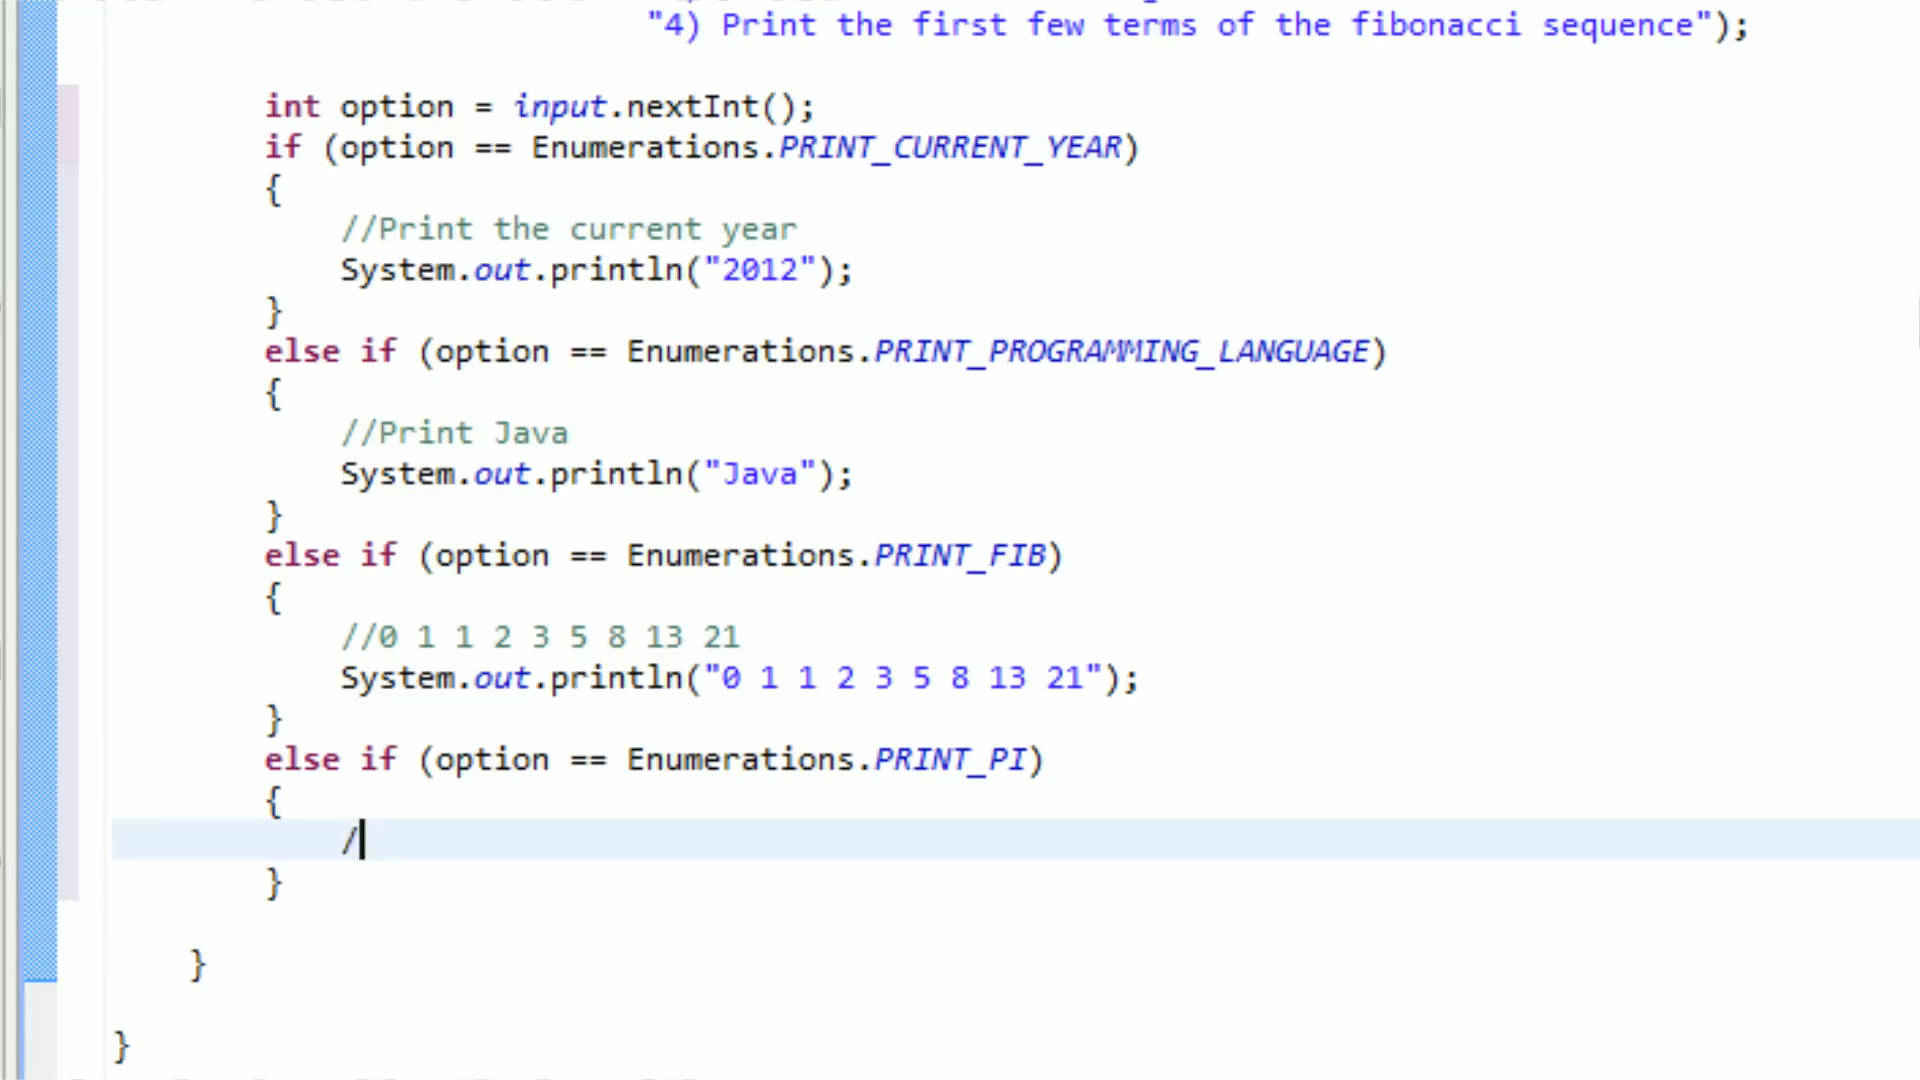 "4) Print the first few terms of the fibonacci sequence");
int option = input.nextInt();
if (option == Enumerations.PRINT_CURRENT_YEAR)
{
//Print the current year
System.out.println("2012");
}
else if (option == Enumerations.PRINT_PROGRAMMING_LANGUAGE)
{
//Print Java
System.out.println("Java");
}
else if (option == Enumerations.PRINT_FIB)
{
//0 1 1 2 3 5 8 13 21
System.out.println("0 1 1 2 3 5 8 13 21");
}
else if (option == Enumerations.PRINT_PI)
{
/
}
}
}